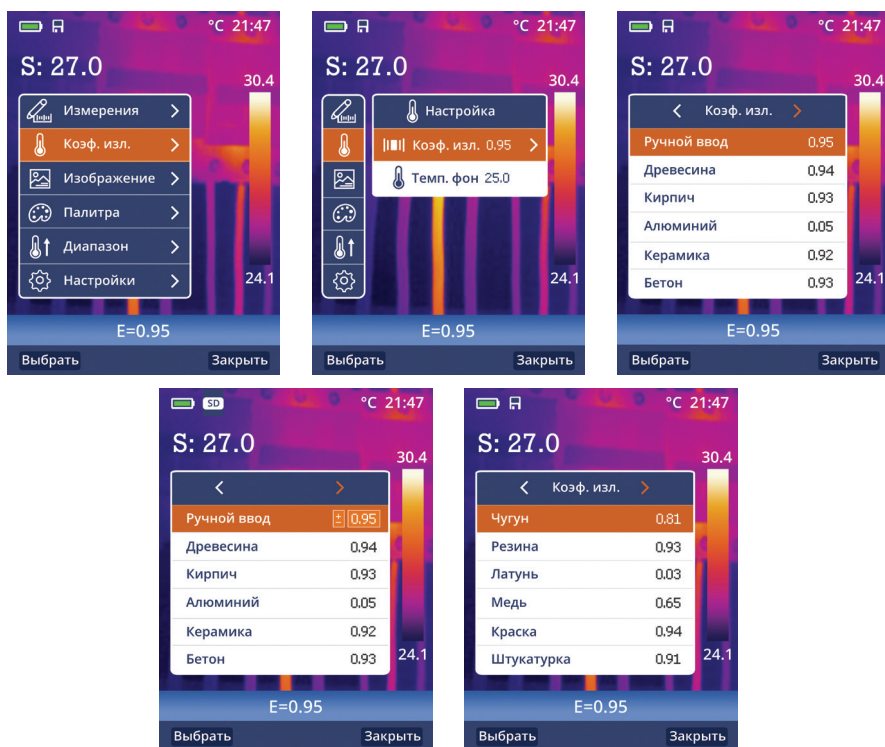 °C 21:47
S: 27.0
30.4
Измерения
Коэф. изл.
Изображение
Палитра
Диапазон
Настройки
24.1
E=0.95
Выбрать Закрыть
°C 21:47
S: 27.0
30.4
Настройка
Коэф. изл. 0.95
Темп. фон 25.0
24.1
E=0.95
Выбрать Закрыть
°C 21:47
S: 27.0
30.4
Коэф. изл.
Ручной ввод 0.95
Древесина 0.94
Кирпич 0.93
Алюминий 0.05
Керамика 0.92
Бетон 0.93
24.1
E=0.95
Выбрать Закрыть
SD °C 21:47
S: 27.0
30.4
Ручной ввод ± 0.95
Древесина 0.94
Кирпич 0.93
Алюминий 0.05
Керамика 0.92
Бетон 0.93
24.1
E=0.95
Выбрать Закрыть
°C 21:47
S: 27.0
30.4
Коэф. изл.
Чугун 0.81
Резина 0.93
Латунь 0.03
Медь 0.65
Краска 0.94
Штукатурка 0.91
24.1
E=0.95
Выбрать Закрыть